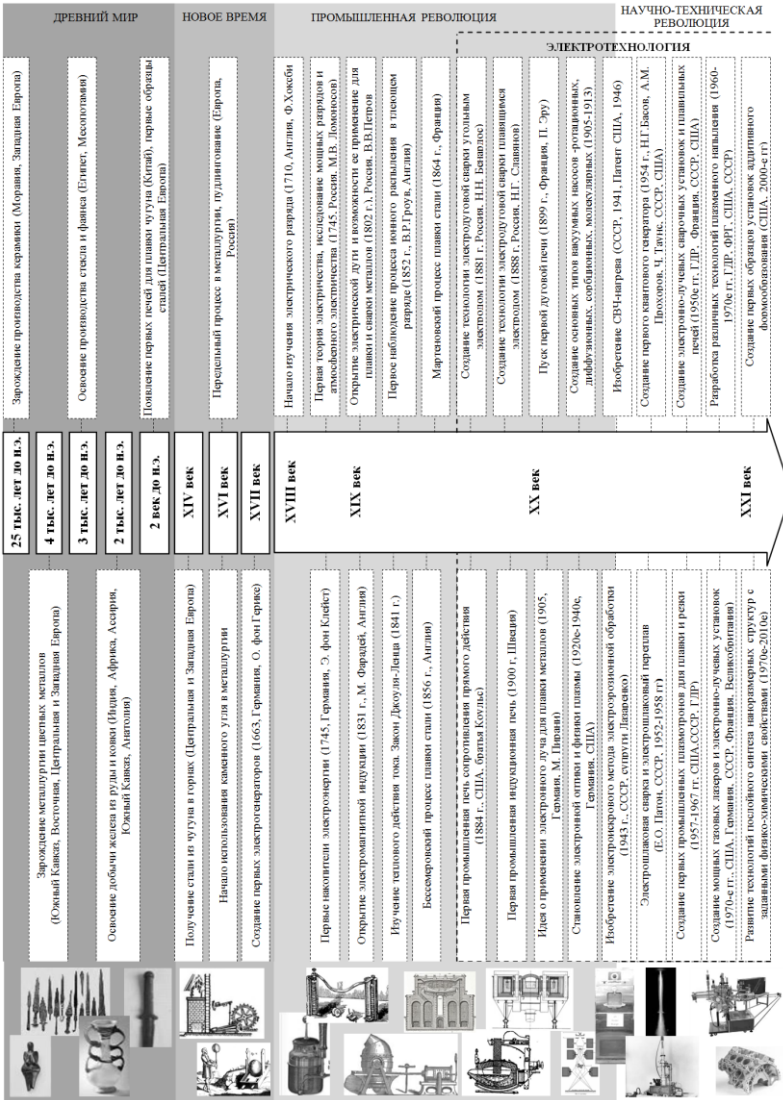 ДРЕВНИЙ МИР
НОВОЕ ВРЕМЯ
ПРОМЫШЛЕННАЯ РЕВОЛЮЦИЯ
НАУЧНО-ТЕХНИЧЕСКАЯ
РЕВОЛЮЦИЯ
ЭЛЕКТРОТЕХНОЛОГИЯ
Зарождение производства керамики (Моравия, Западная Европа)
Освоение производства стекла и фаянса (Египет, Месопотамия)
Появление первых печей для плавки чугуна (Китай), первые образцы
сталей (Центральная Европа)
Передельный процесс в металлургии, пудлингование (Европа,
Россия)
Начало изучения электрического разряда (1710, Англия, Ф.Хоксби
Первая теория электричества, исследование мощных разрядов и
атмосферного электричества (1745, Россия, М.В. Ломоносов)
Открытие электрической дуги и возможности ее применение для
плавки и сварки металлов (1802 г.), Россия, В.В.Петров
Первое наблюдение процесса ионного распыления в тлеющем
разряде (1852 г., В.Р.Гроув, Англия)
Мартеновский процесс плавки стали (1864 г., Франция)
Создание технологии электродуговой сварки угольным
электродом (1881 г., Россия, Н.Н. Бенардос)
Создание технологии электродуговой сварки плавящимся
электродом (1888 г., Россия, Н.Г. Славянов)
Пуск первой дуговой печи (1899 г., Франция, П. Эру)
Создание основных типов вакуумных насосов -ротационных,
диффузионных, сорбционных, молекулярных (1905-1913)
Изобретение СВЧ-нагрева (СССР, 1941, Патент США, 1946)
Создание первого квантового генератора (1954 г., Н.Г.Басов, А.М.
Прохоров, Ч. Таунс, СССР, США)
Создание электронно-лучевых сварочных установок и плавильных
печей (1950е гг, ГДР, Франция, СССР, США)
Разработка различных технологий плазменного напыления (1960-
1970е гг, ГДР, ФРГ, США, СССР)
Создание первых образцов установок аддитивного
формообразования (США, 2000-е гг)
25 тыс. лет до н.э.
4 тыс. лет до н.э.
3 тыс. лет до н.э.
2 тыс. лет до н.э.
2 век до н.э.
XIV век
XVI век
XVII век
XVIII век
XIX век
XX век
XXI век
Зарождение металлургии цветных металлов
(Южный Кавказ, Восточная, Центральная и Западная Европа)
Освоение добычи железа из руды и ковки (Индия, Африка, Ассирия,
Южный Кавказ, Анатолия)
Получение стали из чугуна в горнах (Центральная и Западная Европа)
Начало использования каменного угля в металлургии
Создание первых электрогенераторов (1663, Германия, О. фон Герике)
Первые накопители электроэнергии (1745, Германия, Э. фон Клейст)
Открытие электромагнитной индукции (1831 г., М. Фарадей, Англия)
Изучение теплового действия тока. Закон Джоуля-Ленца (1841 г.)
Бессемеровский процесс плавки стали (1856 г., Англия)
Первая промышленная печь сопротивления прямого действия
(1884 г., США, братья Коульс)
Первая промышленная индукционная печь (1900 г, Швеция)
Идея о применении электронного луча для плавки металлов (1905,
Германия, М. Пирани)
Становление электронной оптики и физики плазмы (1920е-1940е,
Германия, США)
Изобретение электроискрового метода электроэрозионной обработки
(1943 г., СССР, супруги Лазаренко)
Электрошлаковая сварка и электрошлаковый переплав
(Е.О. Патон, СССР, 1952-1958 гг)
Создание первых промышленных плазмотронов для плавки и резки
(1957-1967 гг, США,СССР, ГДР)
Создание мощных газовых лазеров и электронно-лучевых установок
(1970-е гг., США, Германия, СССР, Франция, Великобритания)
Развитие технологий послойного синтеза наноразмерных структур с
заданными физико-химическими свойствами (1970е-2010е)